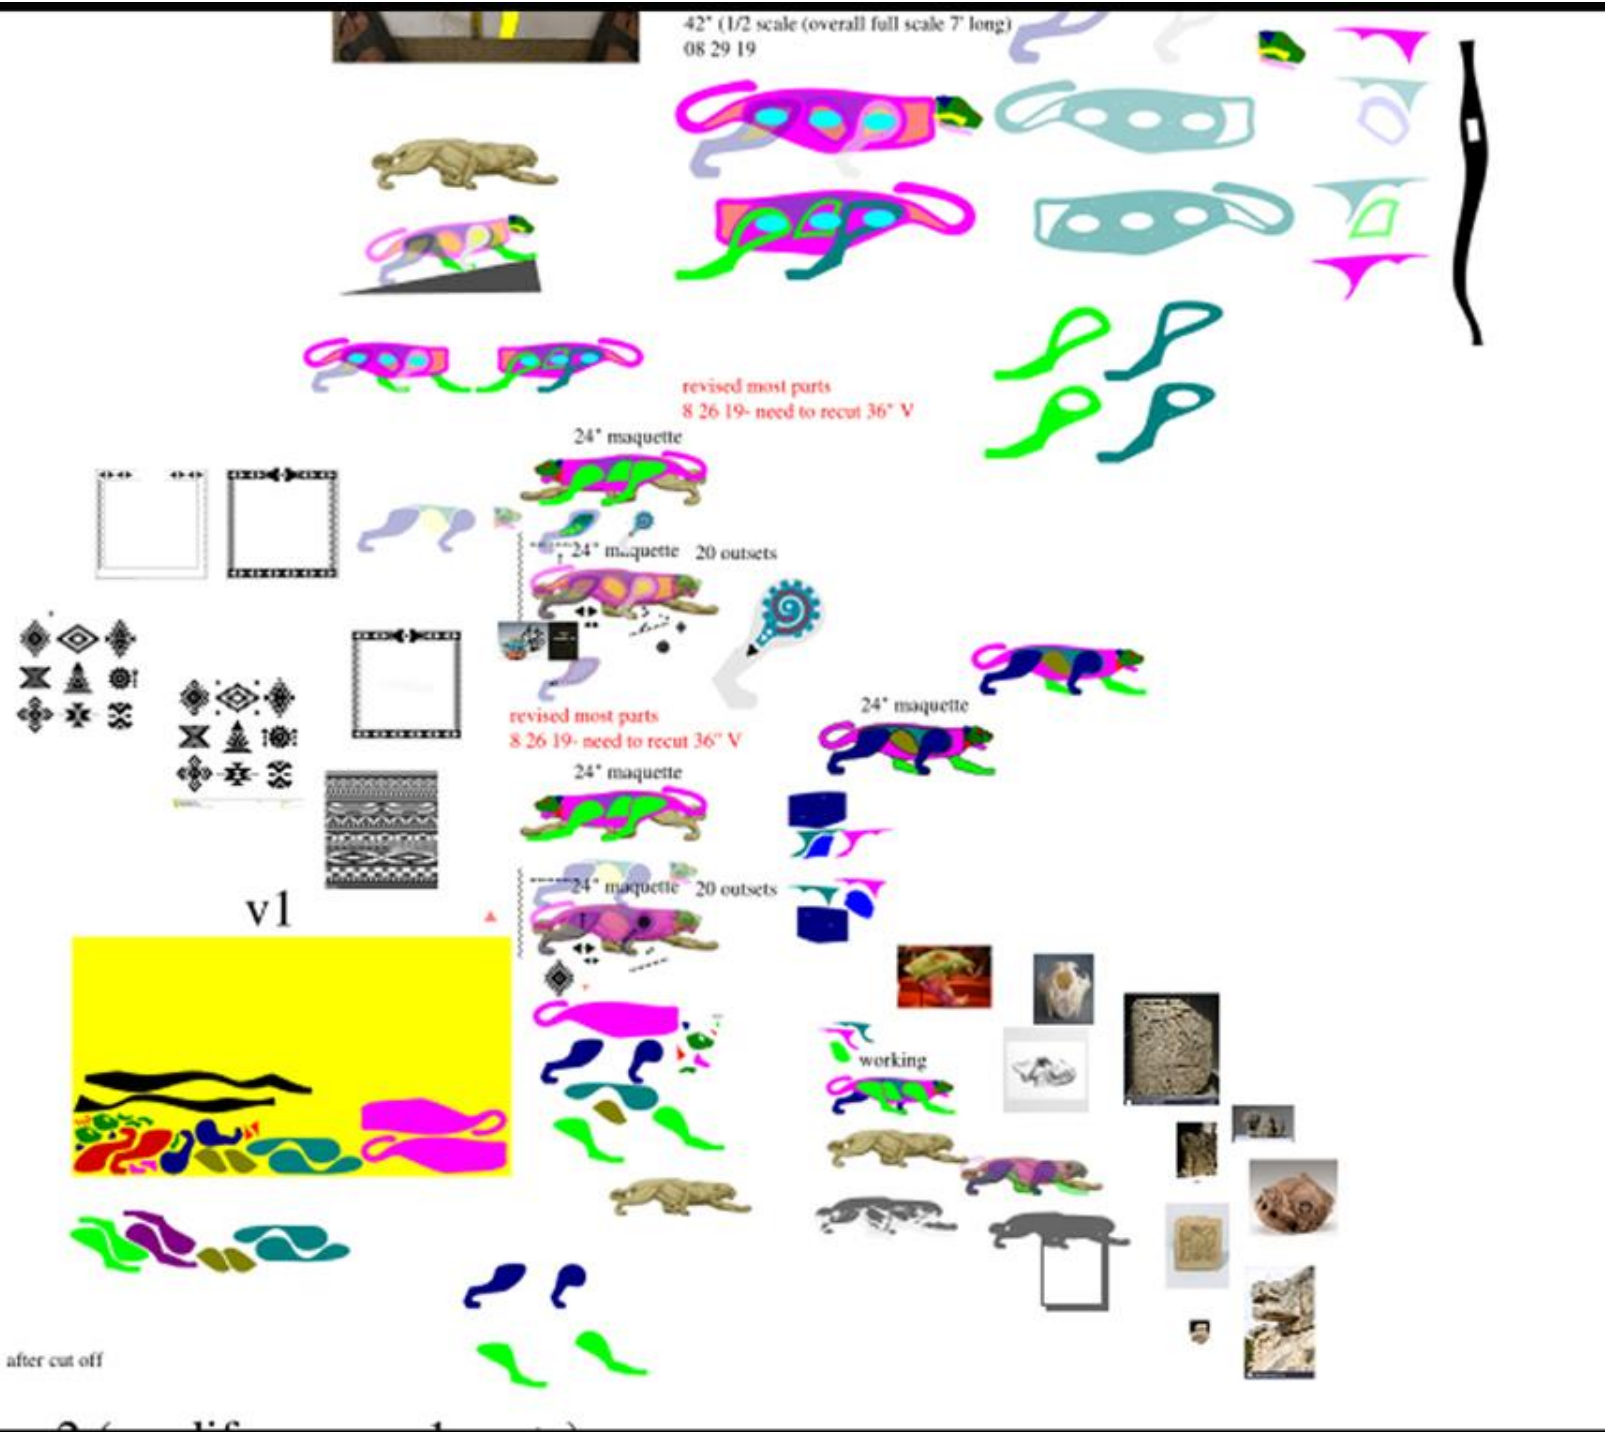 42" (1/2 scale (overall full scale 7' long)
08 29 19
revised most parts
8 26 19- need to recut 36" V
24" maquette
24" maquette 20 outsets
revised most parts
8 26 19- need to recut 36" V
24" maquette
24" maquette
24" maquette 20 outsets
v1
working
after cut off